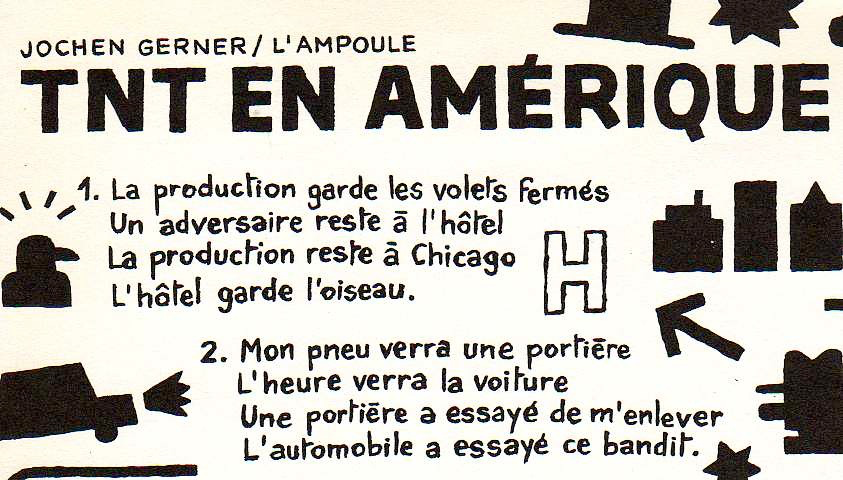 JOCHEN GERNER/ L'AMPOULE
TNT EN AMÉRIQUE
1. La production garde les volets fermés
Un adversaire reste ā l'hôtel
La production reste ā Chicago
L'hôtel garde l'oiseau.
H
2. Mon pneu verra une portiēre
L'heure verra la voiture
Une portiēre a essayé de m'enlever
L'automobile a essayé ce bandit.